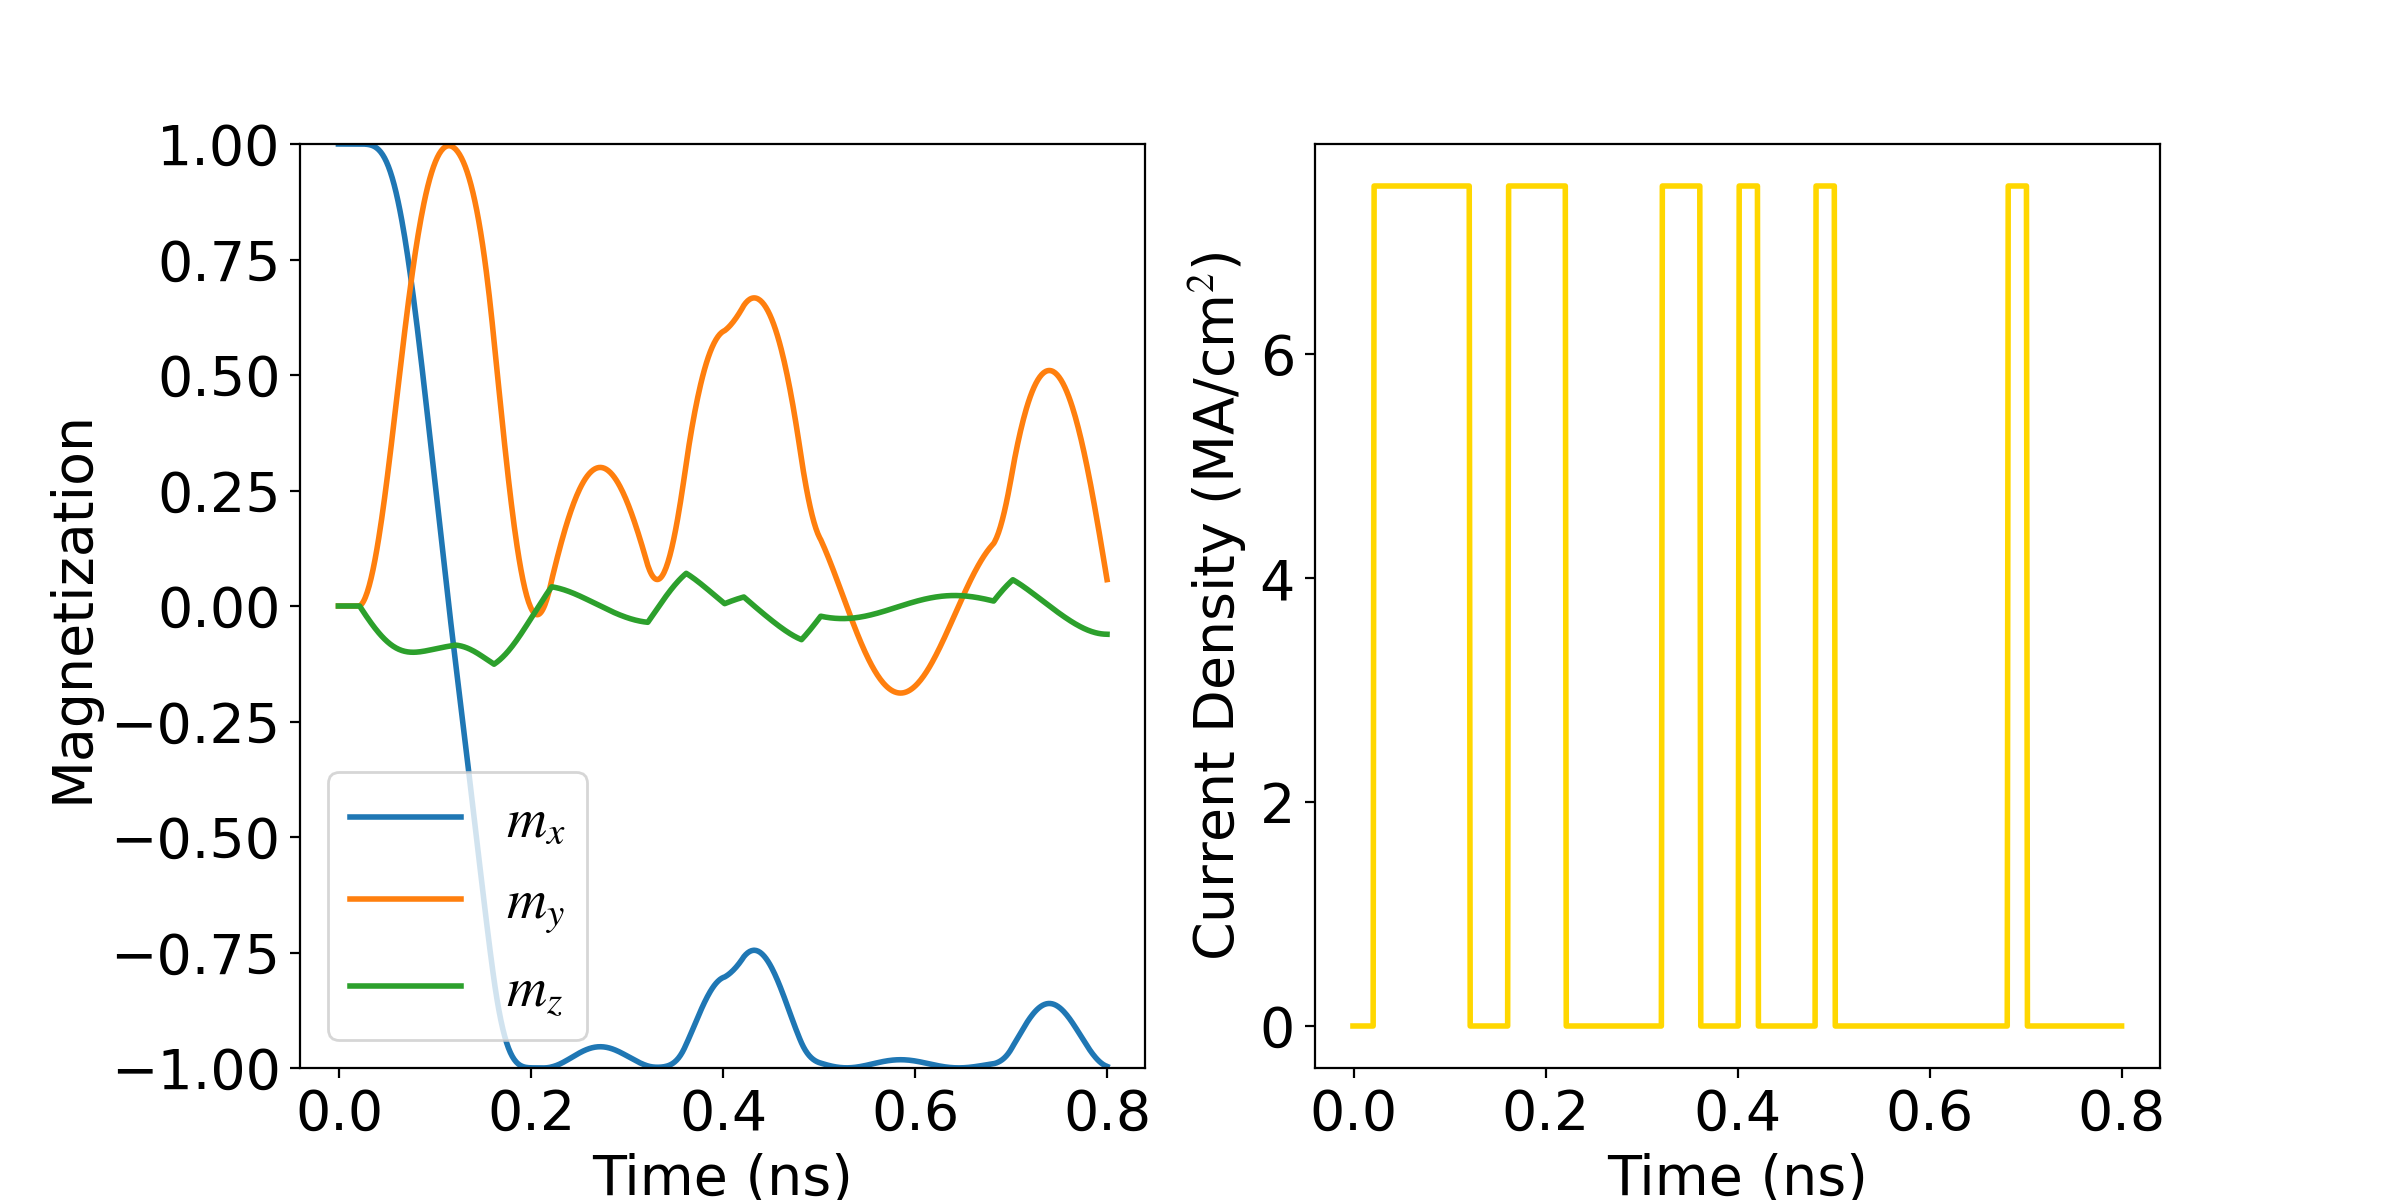 1.00
0.75
0.50
0.25
0.00
−0.25
−0.50
−0.75
−1.00
Magnetization
m_x
m_y
m_z
0.0 0.2 0.4 0.6 0.8
Time (ns)
6
4
2
0
Current Density (MA/cm²)
0.0 0.2 0.4 0.6 0.8
Time (ns)